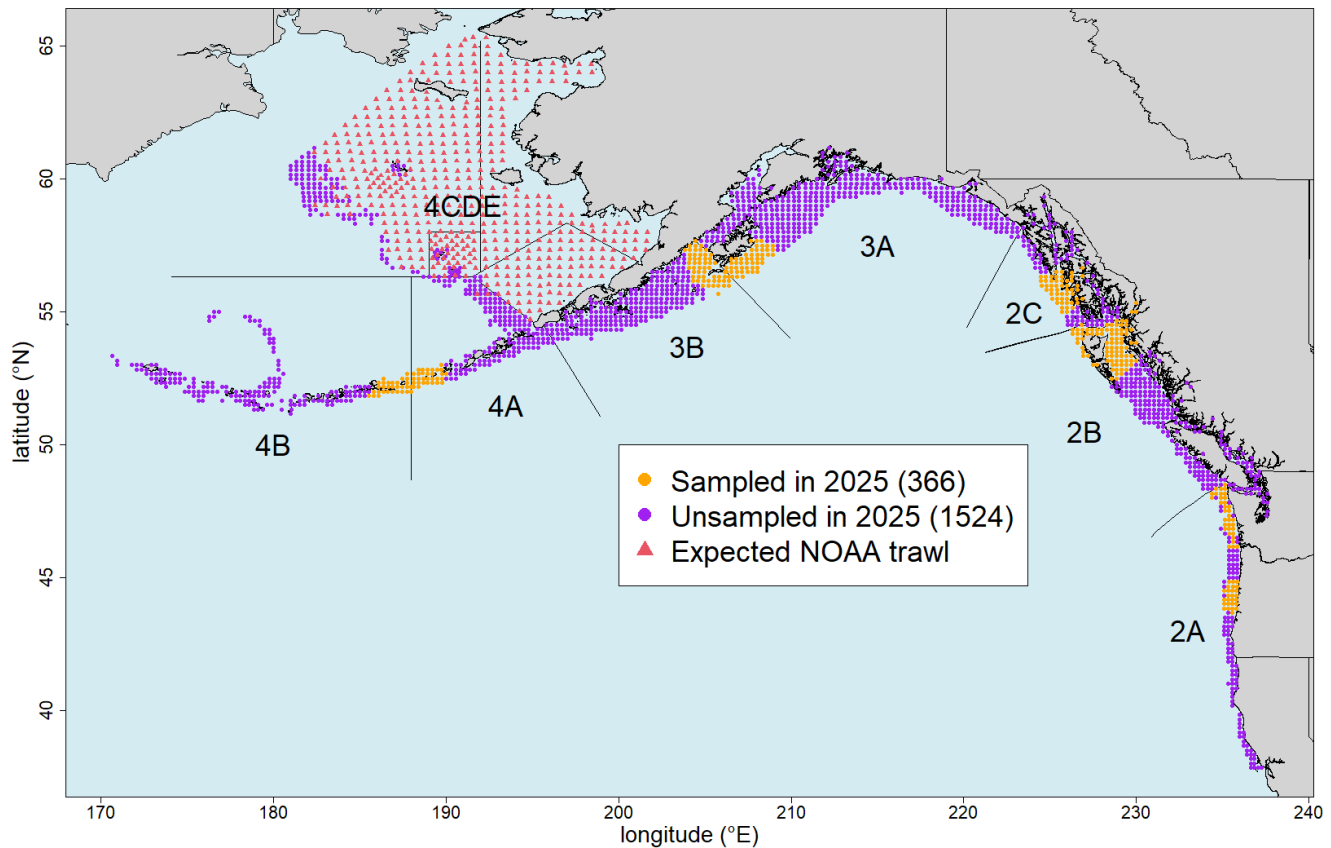 65
60
55
50
45
40
latitude (°N)
4CDE
3A
2C
3B
4A
4B
2B
2A
Sampled in 2025 (366)
Unsampled in 2025 (1524)
Expected NOAA trawl
170
180
190
200
210
220
230
240
longitude (°E)